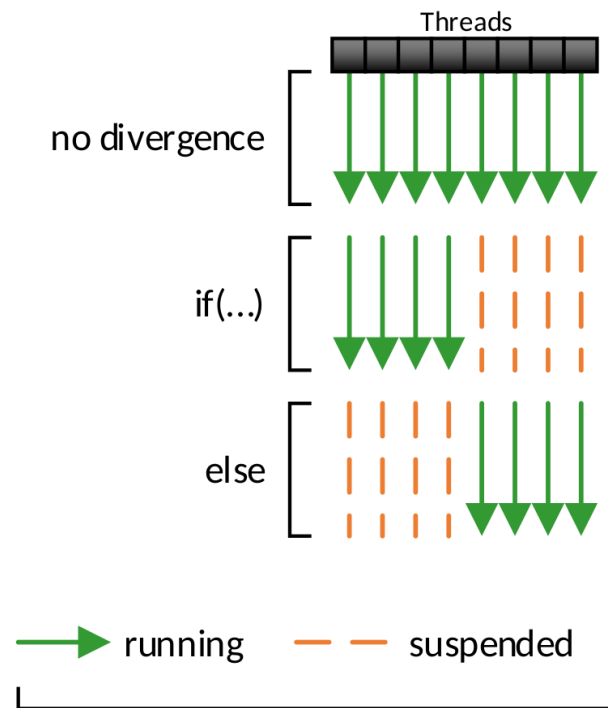 Threads
no divergence
if(...)
else
running
suspended